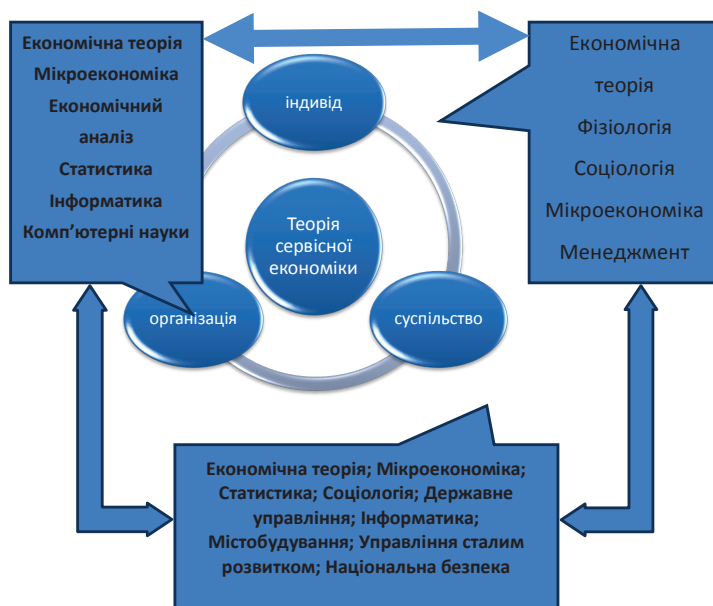 Економічна теорія
Мікроекономіка
Економічний
аналіз
Статистика
Інформатика
Комп’ютерні науки
індивід
Теорія
сервісної
економіки
організація
суспільство
Економічна
теорія
Фізіологія
Соціологія
Мікроекономіка
Менеджмент
Економічна теорія; Мікроекономіка;
Статистика; Соціологія; Державне
управління; Інформатика;
Містобудування; Управління сталим
розвитком; Національна безпека